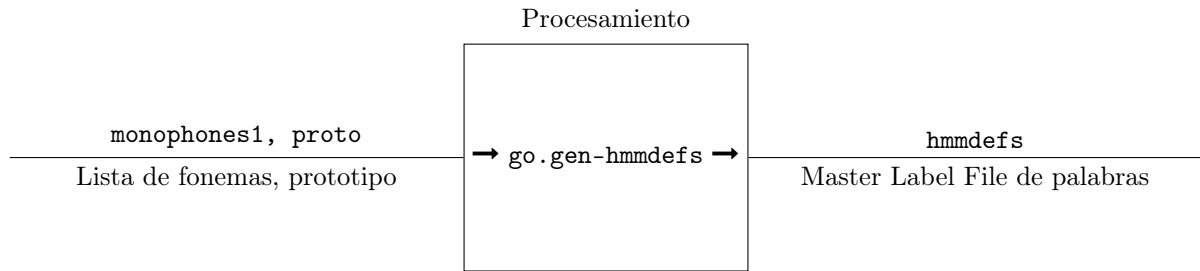 Procesamiento
monophones1, proto
Lista de fonemas, prototipo
➞ go.gen-hmmdefs ➞
hmmdefs
Master Label File de palabras